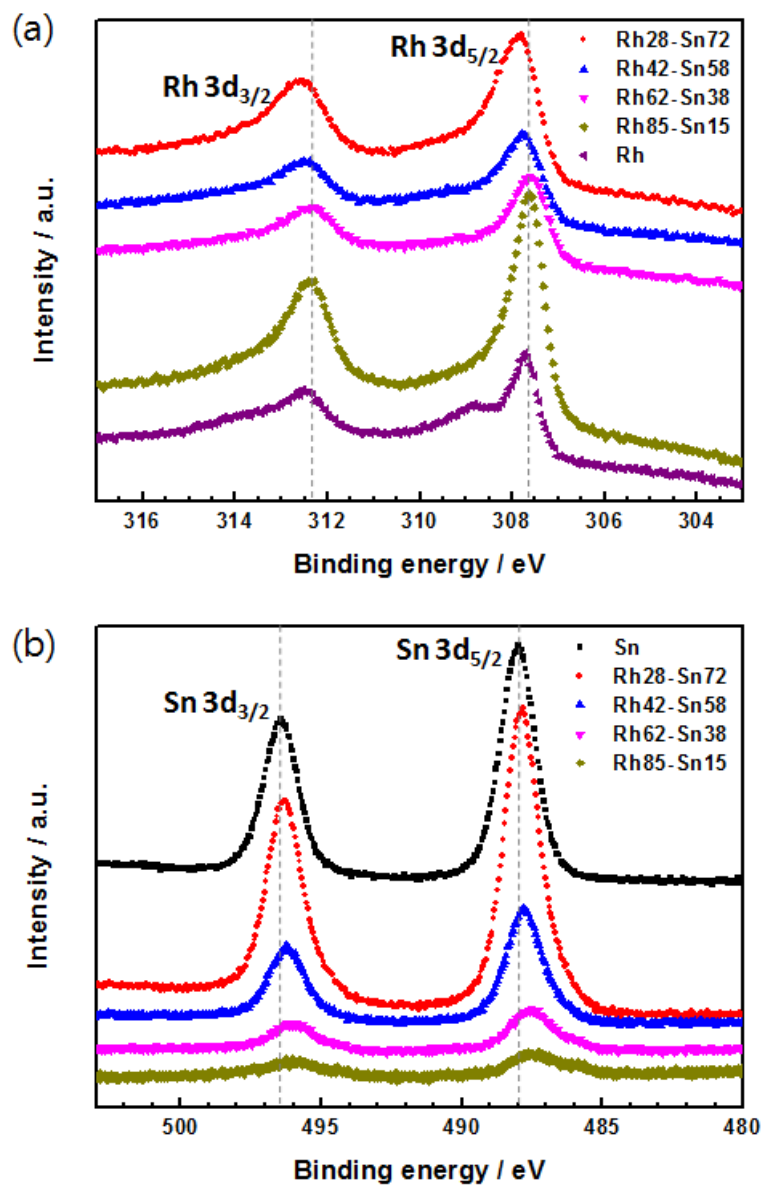 (a)
Rh 3d5/2
Rh 3d3/2
Rh28-Sn72
Rh42-Sn58
Rh62-Sn38
Rh85-Sn15
Rh
Intensity / a.u.
316 314 312 310 308 306 304
Binding energy / eV
(b)
Sn 3d5/2
Sn 3d3/2
Sn
Rh28-Sn72
Rh42-Sn58
Rh62-Sn38
Rh85-Sn15
Intensity / a.u.
500 495 490 485 480
Binding energy / eV